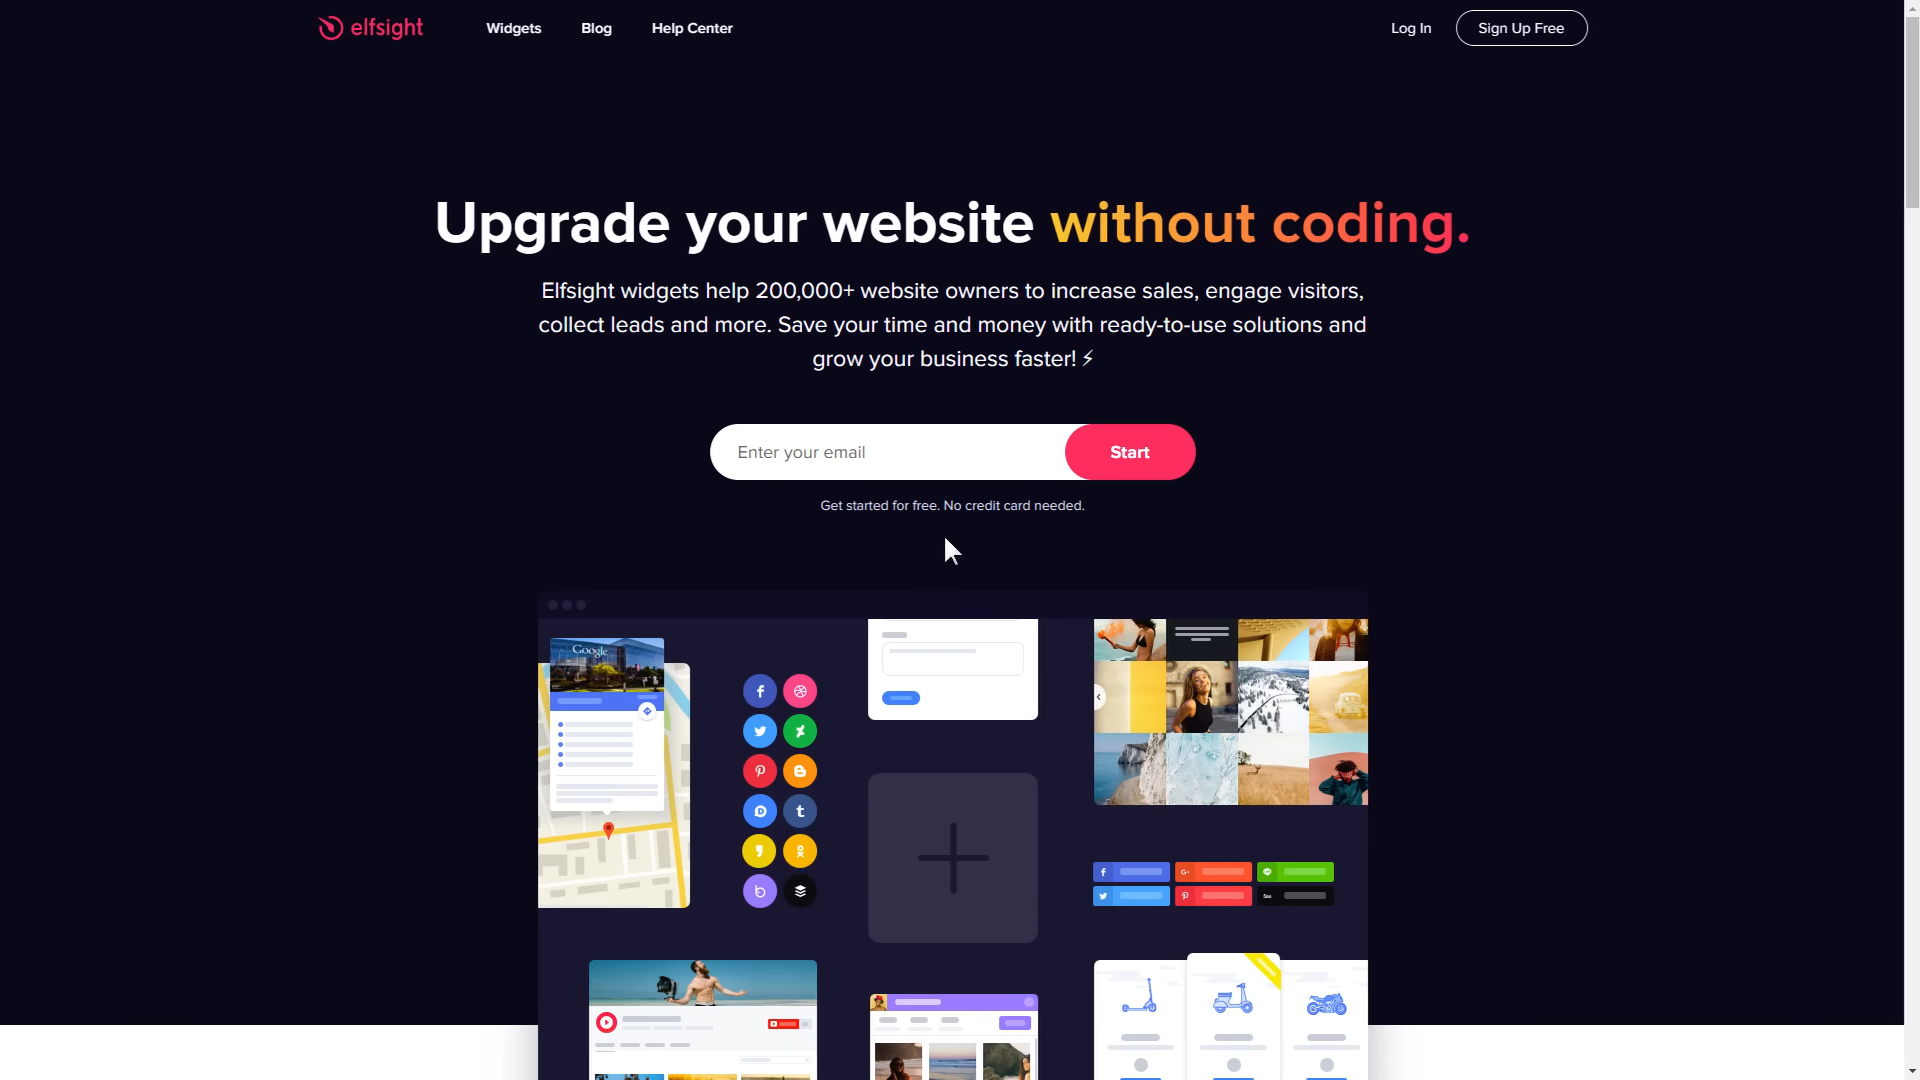 elfsight
Widgets
Blog
Help Center
Log In
Sign Up Free
Upgrade your website without coding.
Elfsight widgets help 200,000+ website owners to increase sales, engage visitors,
collect leads and more. Save your time and money with ready-to-use solutions and
grow your business faster! ⚡
Enter your email
Start
Get started for free. No credit card needed.
Google